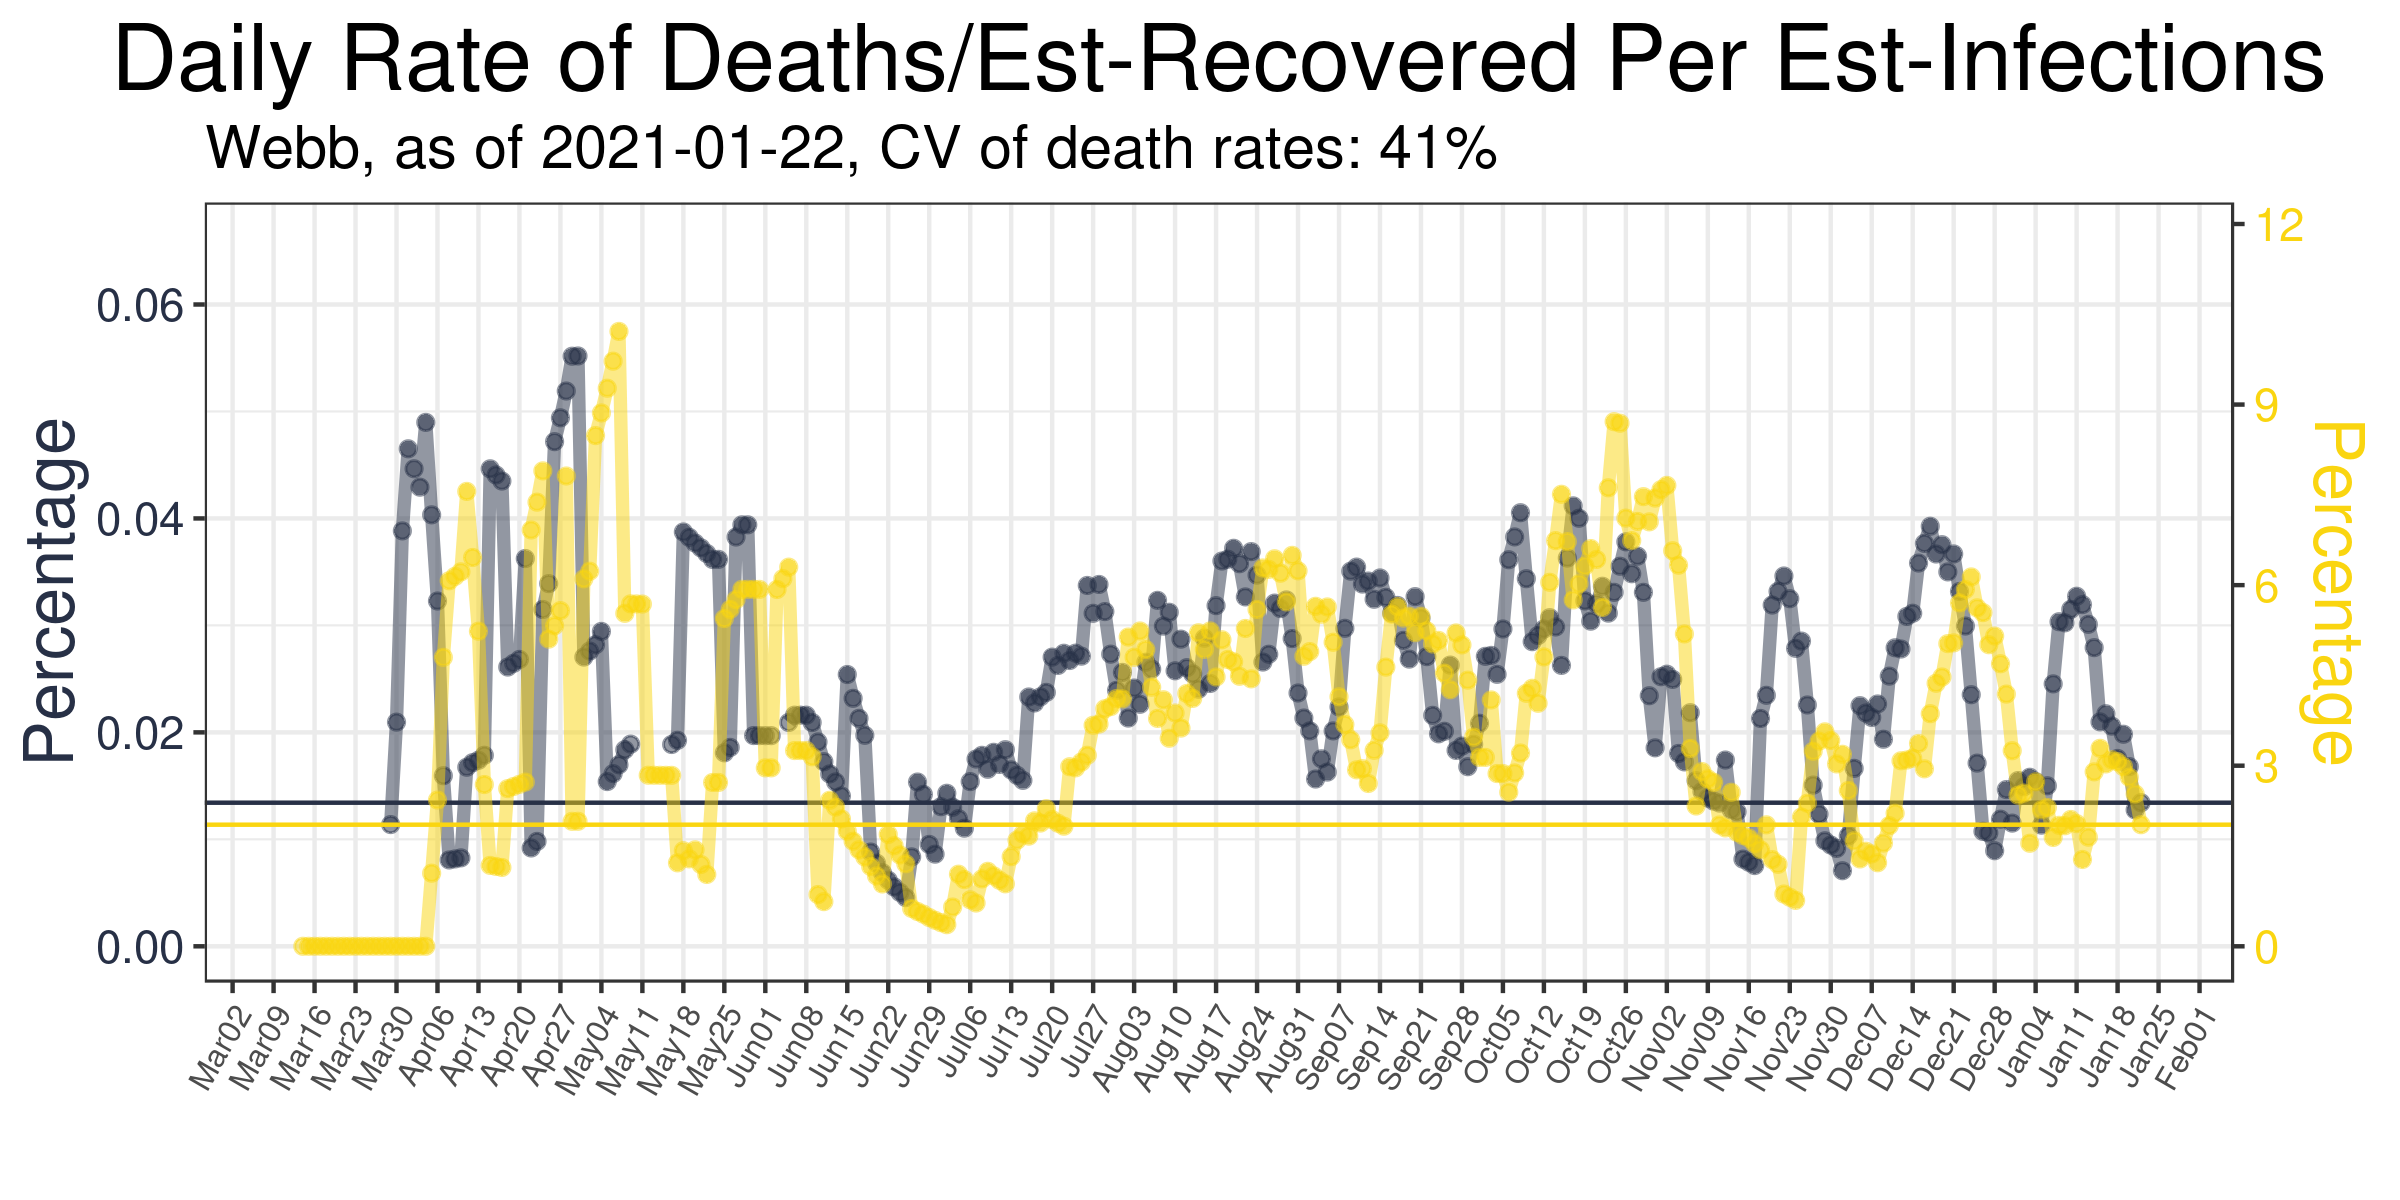 Daily Rate of Deaths/Est-Recovered Per Est-Infections
Webb, as of 2021-01-22, CV of death rates: 41%
Percentage
0.06
0.04
0.02
0.00
12
9
6
3
0
Percentage
Mar02
Mar09
Mar16
Mar23
Mar30
Apr06
Apr13
Apr20
Apr27
May04
May11
May18
May25
Jun01
Jun08
Jun15
Jun22
Jun29
Jul06
Jul13
Jul20
Jul27
Aug03
Aug10
Aug17
Aug24
Aug31
Sep07
Sep14
Sep21
Sep28
Oct05
Oct12
Oct19
Oct26
Nov02
Nov09
Nov16
Nov23
Nov30
Dec07
Dec14
Dec21
Dec28
Jan04
Jan11
Jan18
Jan25
Feb01